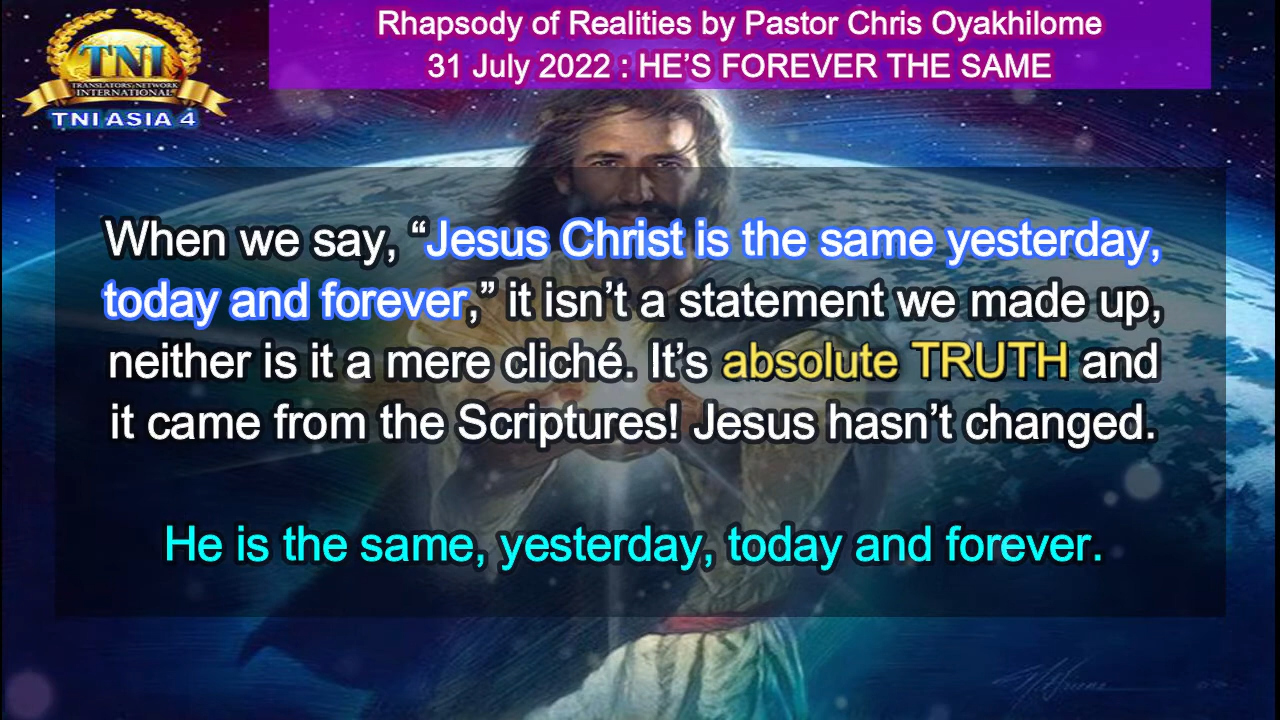 Rhapsody of Realities by Pastor Chris Oyakhilome
31 July 2022 : HE’S FOREVER THE SAME
TNI
TRANSLATORS' NETWORK
INTERNATIONAL
TNI ASIA 4
When we say, “Jesus Christ is the same yesterday,
today and forever,” it isn’t a statement we made up,
neither is it a mere cliché. It’s absolute TRUTH and
it came from the Scriptures! Jesus hasn’t changed.
He is the same, yesterday, today and forever.